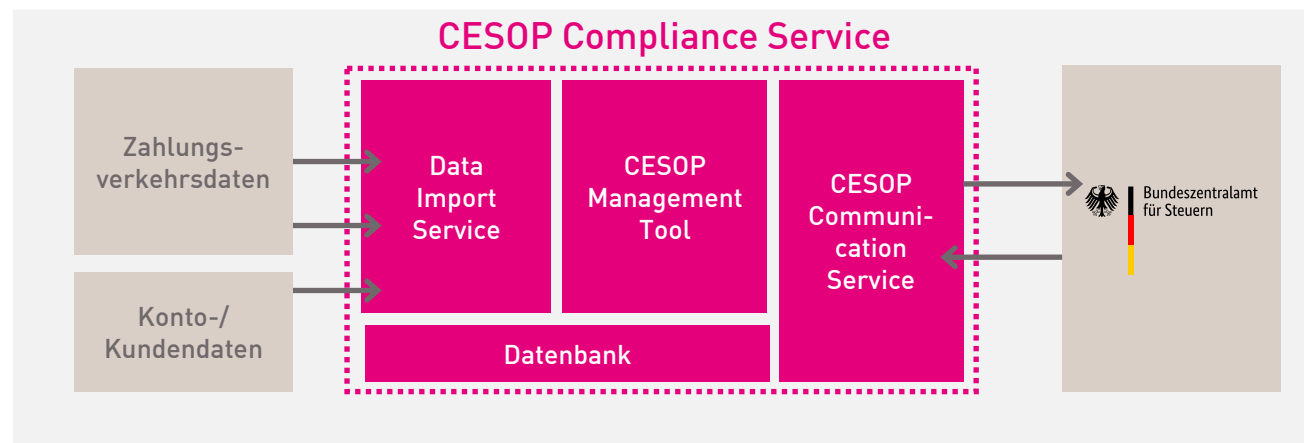 CESOP Compliance Service
Zahlungs-
verkehrsdaten
Konto-/
Kundendaten
Data
Import
Service
CESOP
Management
Tool
Datenbank
CESOP
Communi-
cation
Service
Bundeszentralamt
für Steuern